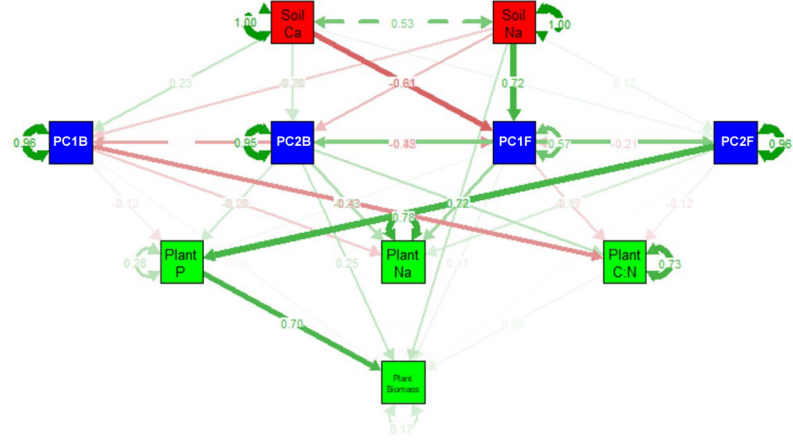 Soil
Ca
Soil
Na
1.00
0.53
1.00
0.23
-0.61
0.72
0.12
PC1B
PC2B
PC1F
PC2F
0.96
0.95
0.57
-0.21
0.96
-0.12
-0.20
0.72
-0.17
-0.12
0.78
Plant
P
Plant
Na
Plant
C:N
0.28
0.25
0.11
0.73
0.70
0.09
Plant
Biomass
0.17